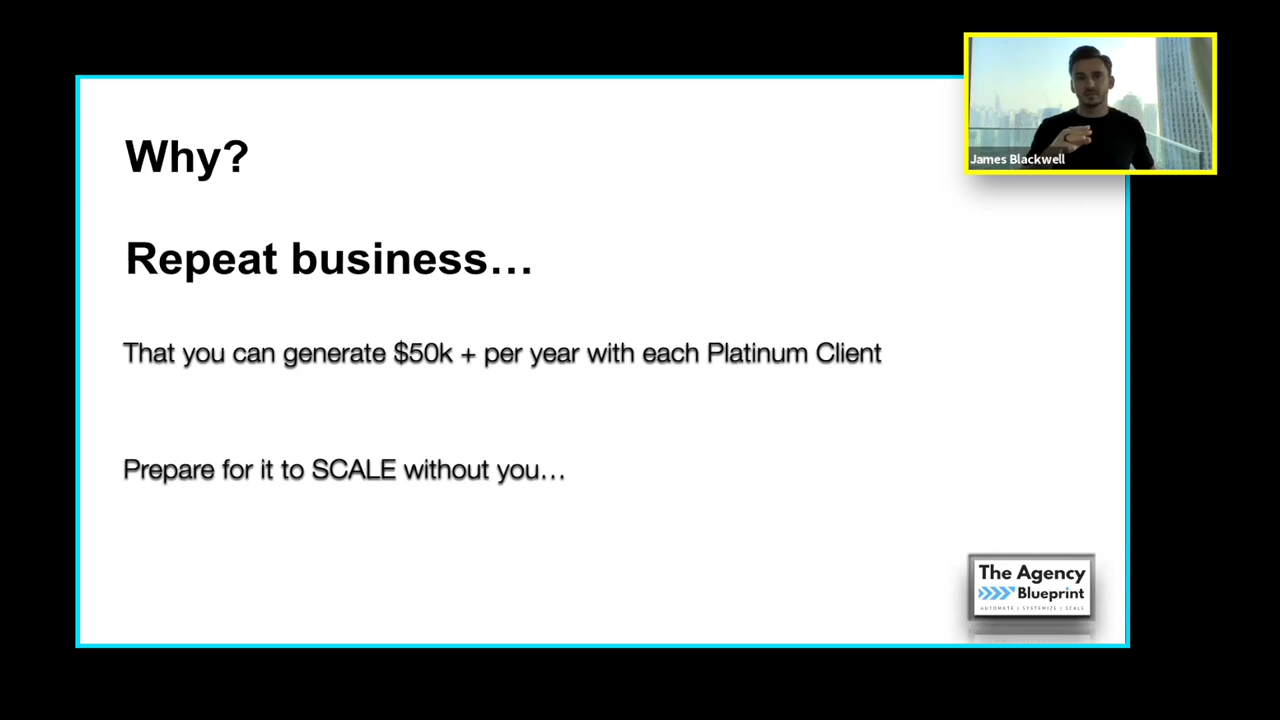 James Blackwell
Why?
Repeat business…
That you can generate $50k + per year with each Platinum Client
Prepare for it to SCALE without you…
The Agency
Blueprint
AUTOMATE | SYSTEMIZE | SCALE